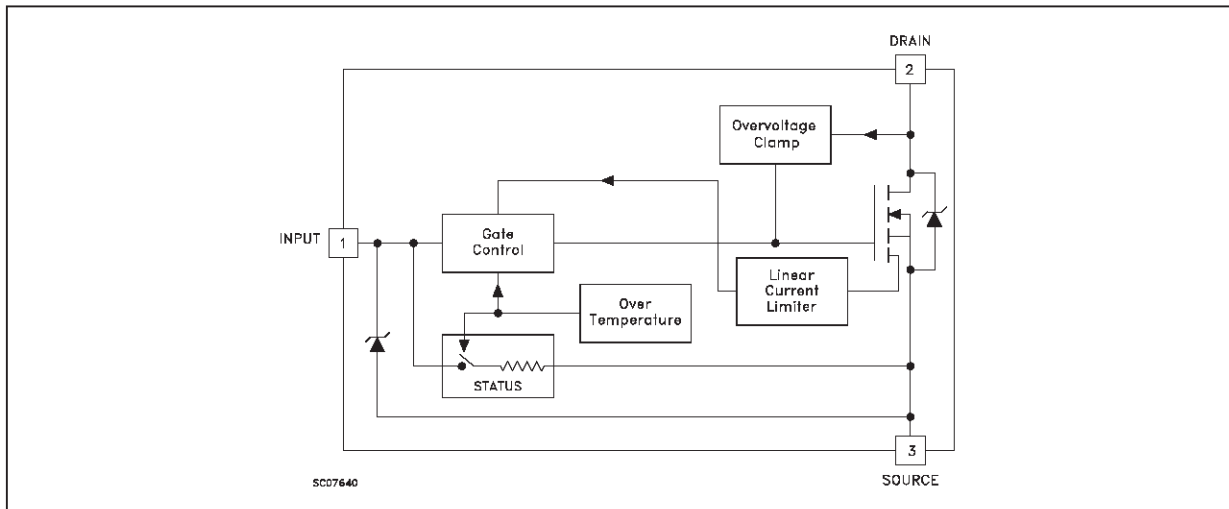 DRAIN
2
Overvoltage
Clamp
INPUT
1
Gate
Control
Linear
Current
Limiter
Over
Temperature
STATUS
3
SC07640
SOURCE